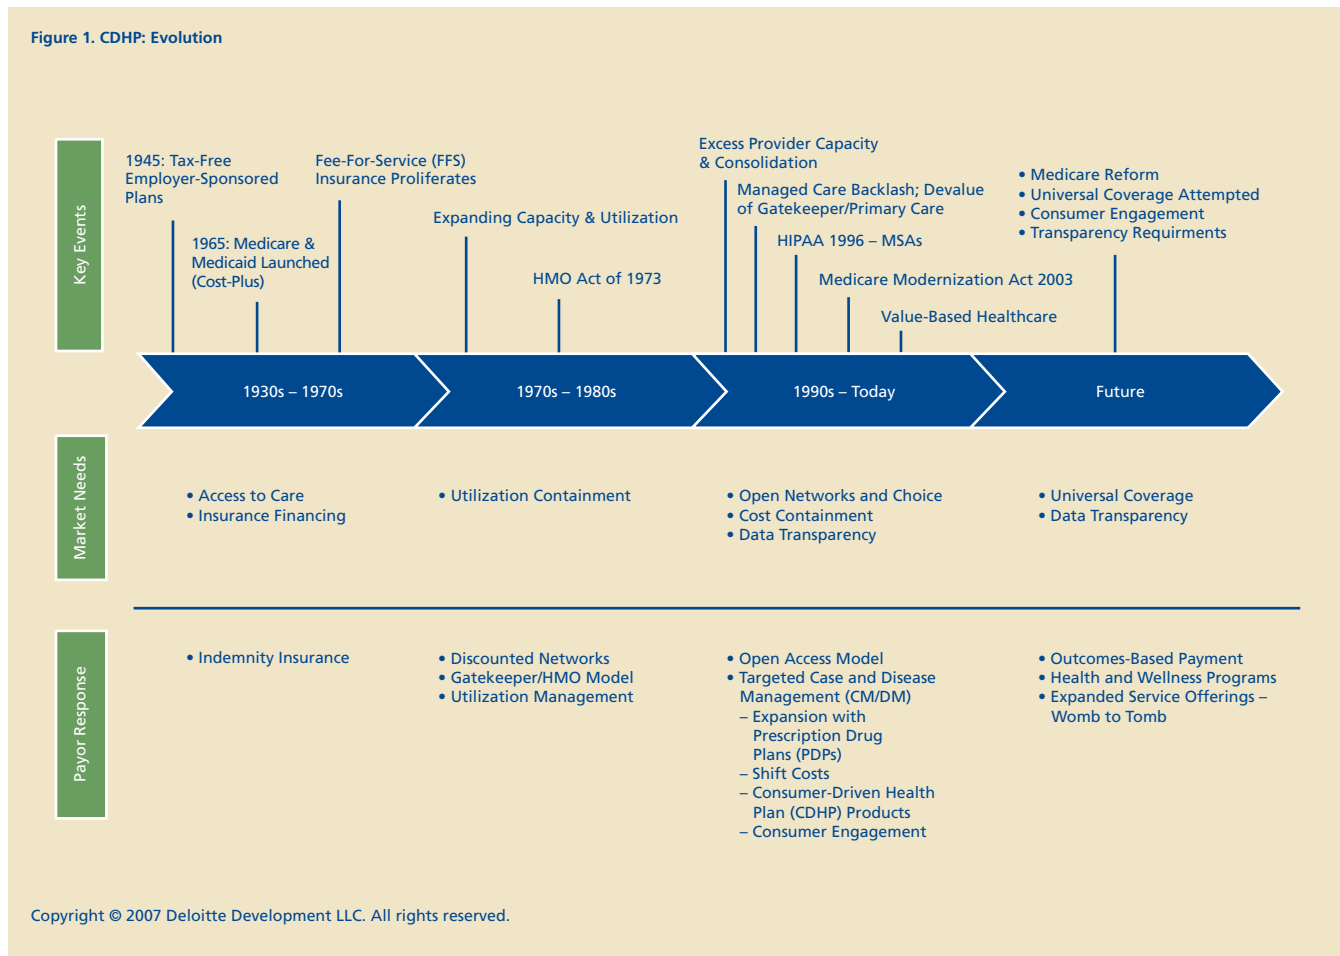 Figure 1. CDHP: Evolution
Key Events
1945: Tax-Free
Employer-Sponsored
Plans
1965: Medicare &
Medicaid Launched
(Cost-Plus)
Fee-For-Service (FFS)
Insurance Proliferates
Expanding Capacity & Utilization
HMO Act of 1973
Excess Provider Capacity
& Consolidation
Managed Care Backlash; Devalue
of Gatekeeper/Primary Care
HIPAA 1996 – MSAs
Medicare Modernization Act 2003
Value-Based Healthcare
• Medicare Reform
• Universal Coverage Attempted
• Consumer Engagement
• Transparency Requirments
1930s – 1970s
1970s – 1980s
1990s – Today
Future
Market Needs
• Access to Care
• Insurance Financing
• Utilization Containment
• Open Networks and Choice
• Cost Containment
• Data Transparency
• Universal Coverage
• Data Transparency
Payor Response
• Indemnity Insurance
• Discounted Networks
• Gatekeeper/HMO Model
• Utilization Management
• Open Access Model
• Targeted Case and Disease
Management (CM/DM)
– Expansion with
Prescription Drug
Plans (PDPs)
– Shift Costs
– Consumer-Driven Health
Plan (CDHP) Products
– Consumer Engagement
• Outcomes-Based Payment
• Health and Wellness Programs
• Expanded Service Offerings –
Womb to Tomb
Copyright © 2007 Deloitte Development LLC. All rights reserved.